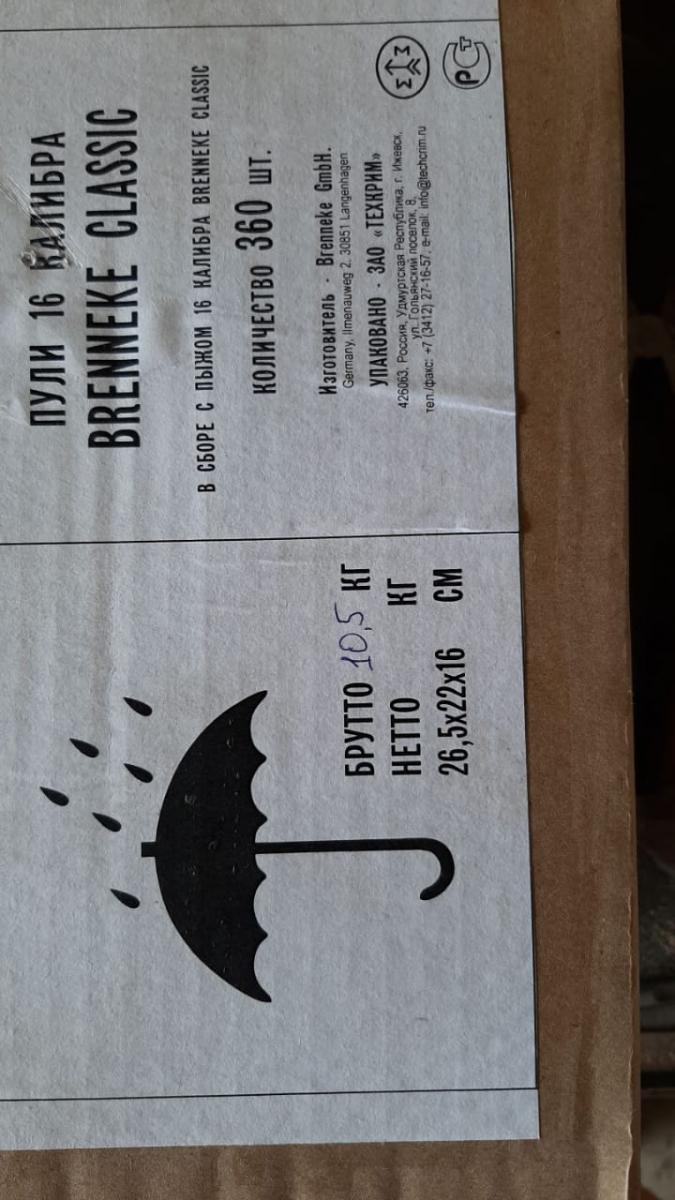 ПУЛИ 16 КАЛИБРА
BRENNEKE CLASSIC
В СБОРЕ С ПЫЖОМ 16 КАЛИБРА BRENNEKE CLASSIC
КОЛИЧЕСТВО 360 ШТ.
Изготовитель - Brenneke GmbH.
Germany, Ilmenauweg 2, 30851 Langenhagen
УПАКОВАНО - ЗАО «ТЕХКРИМ»
426063, Россия, Удмуртская Республика, г. Ижевск,
ул. Гольянский поселок, 8,
тел./факс: +7 (3412) 27-16-57, e-mail: info@techcrim.ru
РСТ
БРУТТО 10,5 КГ
НЕТТО КГ
26,5х22х16 СМ